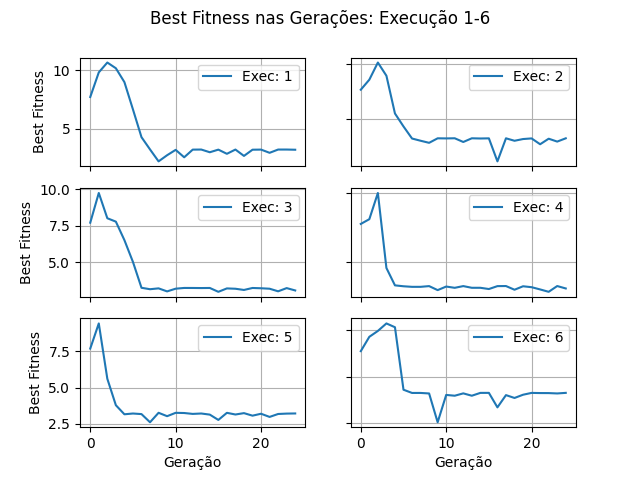 Best Fitness nas Gerações: Execução 1-6
Best Fitness
10
5
Exec: 1
Exec: 2
Best Fitness
10.0
7.5
5.0
Exec: 3
Exec: 4
Best Fitness
7.5
5.0
2.5
Exec: 5
Exec: 6
0 10 20
Geração
0 10 20
Geração